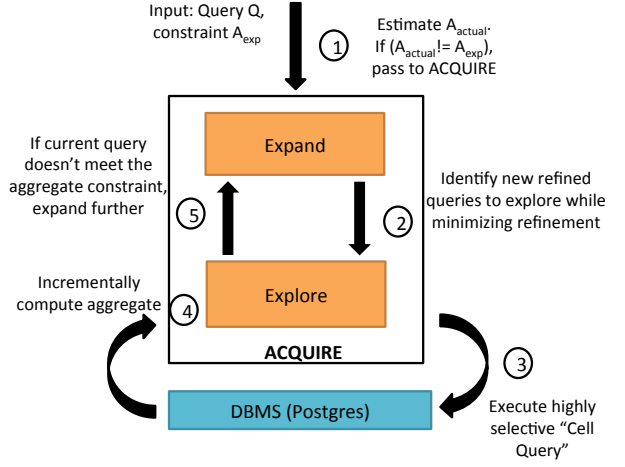 Input: Query Q,
constraint A_exp
1
Estimate A_actual.
If (A_actual!= A_exp),
pass to ACQUIRE
Expand
If current query
doesn't meet the
aggregate constraint,
expand further
5
2
Identify new refined
queries to explore while
minimizing refinement
Incrementally
compute aggregate
4
Explore
ACQUIRE
3
DBMS (Postgres)
Execute highly
selective “Cell
Query”